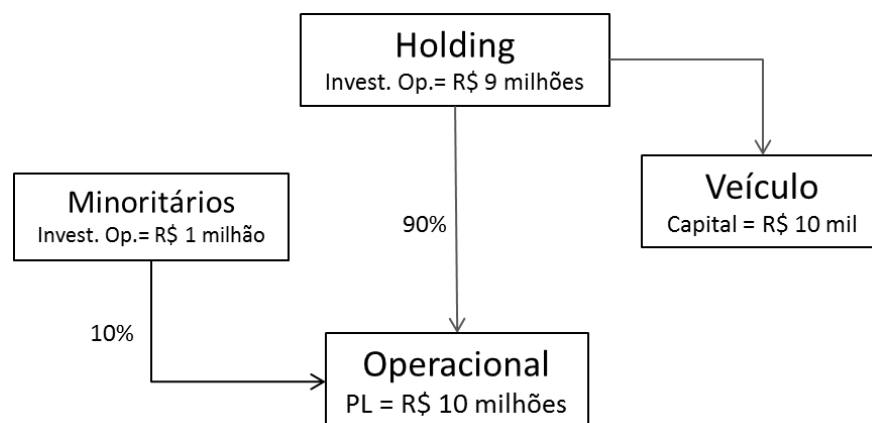 Holding
Invest. Op.= R$ 9 milhões
Veículo
Capital = R$ 10 mil
Minoritários
Invest. Op.= R$ 1 milhão
90%
10%
Operacional
PL = R$ 10 milhões